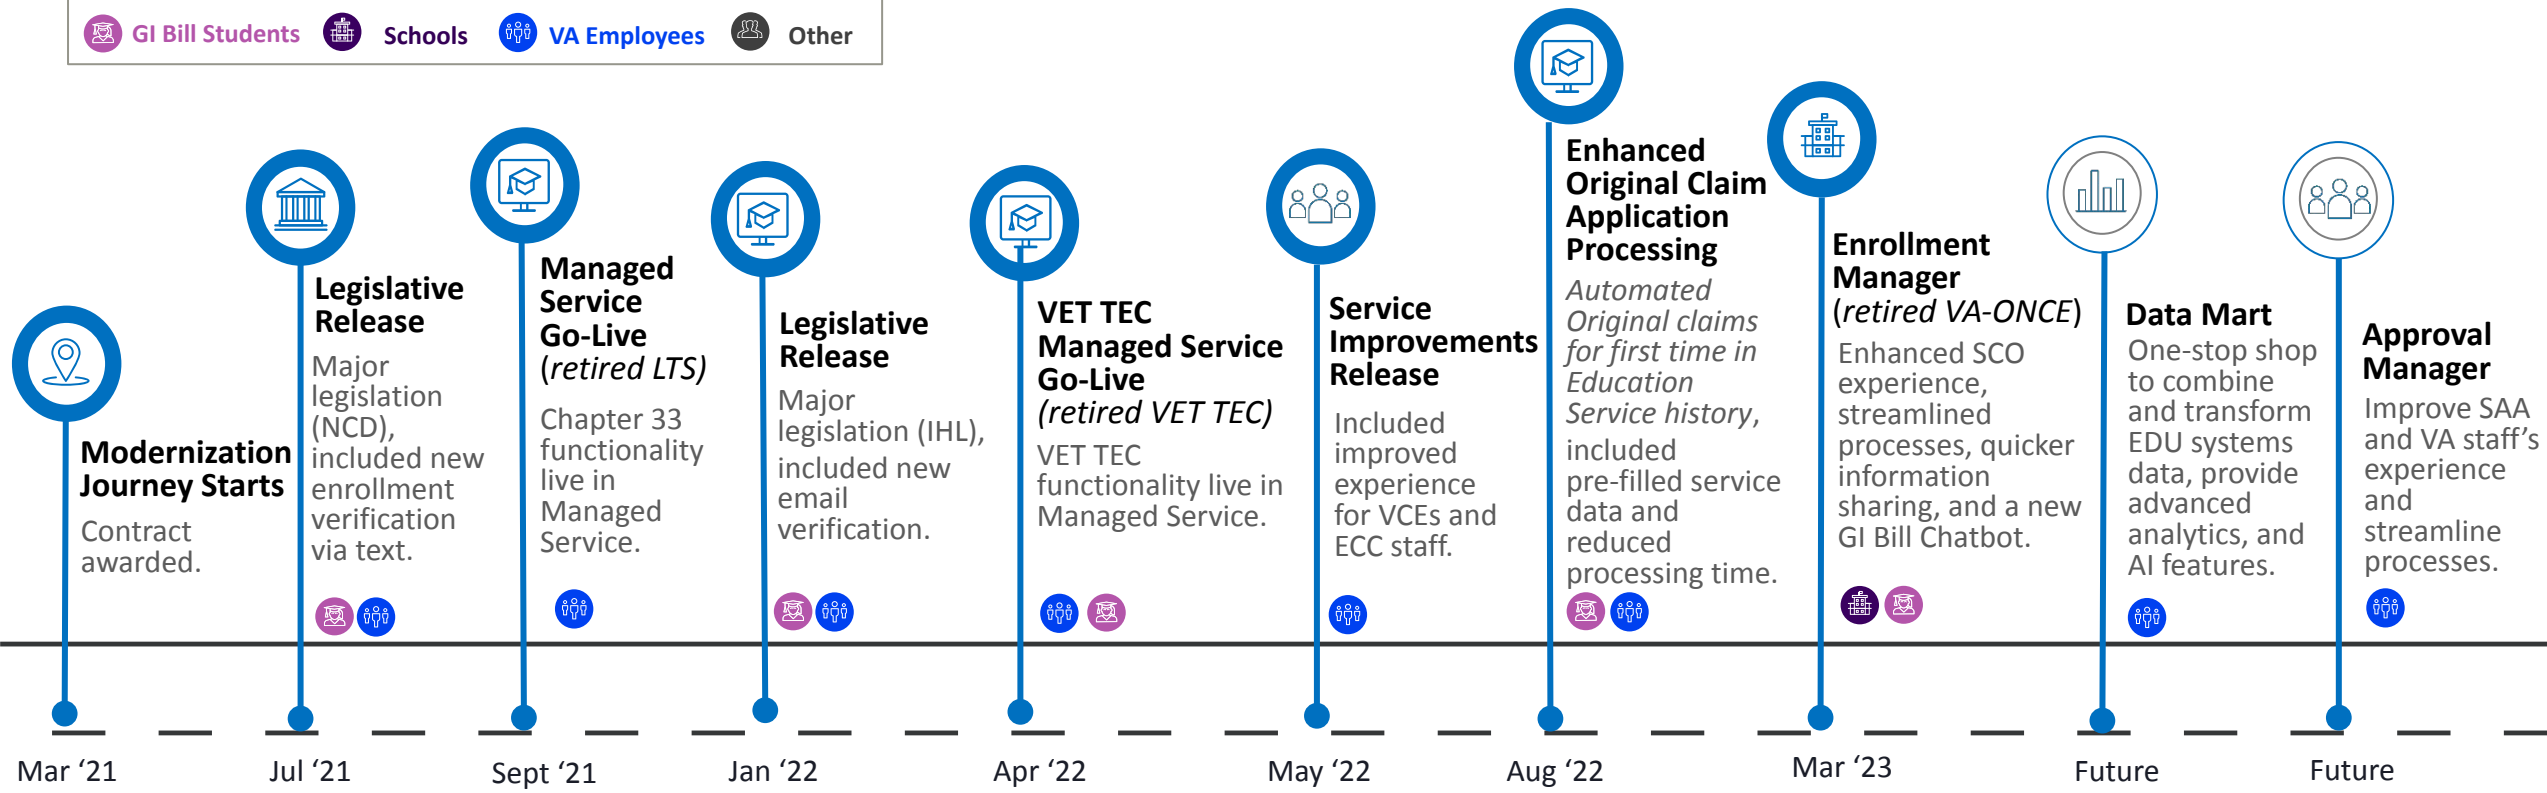 GI Bill Students
Schools
VA Employees
Other
Modernization
Journey Starts
Contract
awarded.
Legislative
Release
Major
legislation
(NCD),
included new
enrollment
verification
via text.
Managed
Service
Go-Live
(retired LTS)
Chapter 33
functionality
live in
Managed
Service.
Legislative
Release
Major
legislation (IHL),
included new
email
verification.
VET TEC
Managed Service
Go-Live
(retired VET TEC)
VET TEC
functionality live in
Managed Service.
Service
Improvements
Release
Included
improved
experience
for VCEs and
ECC staff.
Enhanced
Original Claim
Application
Processing
Automated
Original claims
for first time in
Education
Service history,
included
pre-filled service
data and
reduced
processing time.
Enrollment
Manager
(retired VA-ONCE)
Enhanced SCO
experience,
streamlined
processes, quicker
information
sharing, and a new
GI Bill Chatbot.
Data Mart
One-stop shop
to combine
and transform
EDU systems
data, provide
advanced
analytics, and
AI features.
Approval
Manager
Improve SAA
and VA staff’s
experience
and
streamline
processes.
Mar ‘21
Jul ‘21
Sept ‘21
Jan ‘22
Apr ‘22
May ‘22
Aug ‘22
Mar ‘23
Future
Future